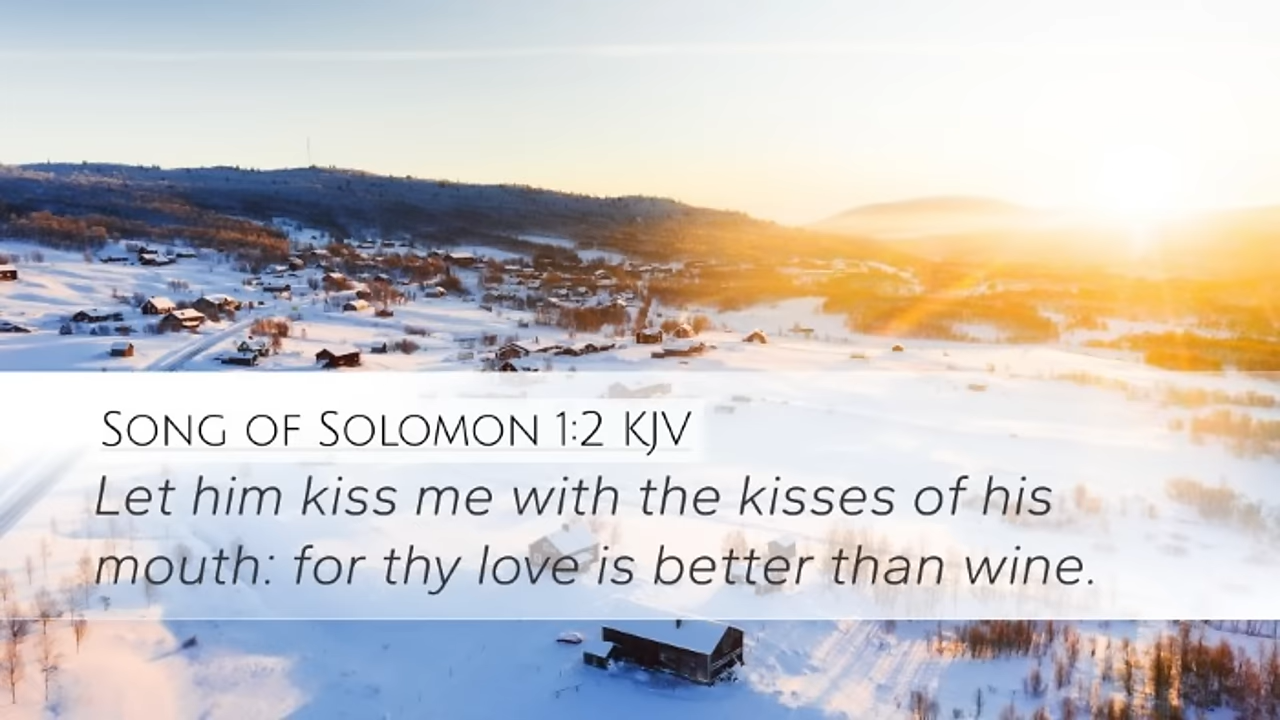 Song of Solomon 1:2 KJV
Let him kiss me with the kisses of his
mouth: for thy love is better than wine.